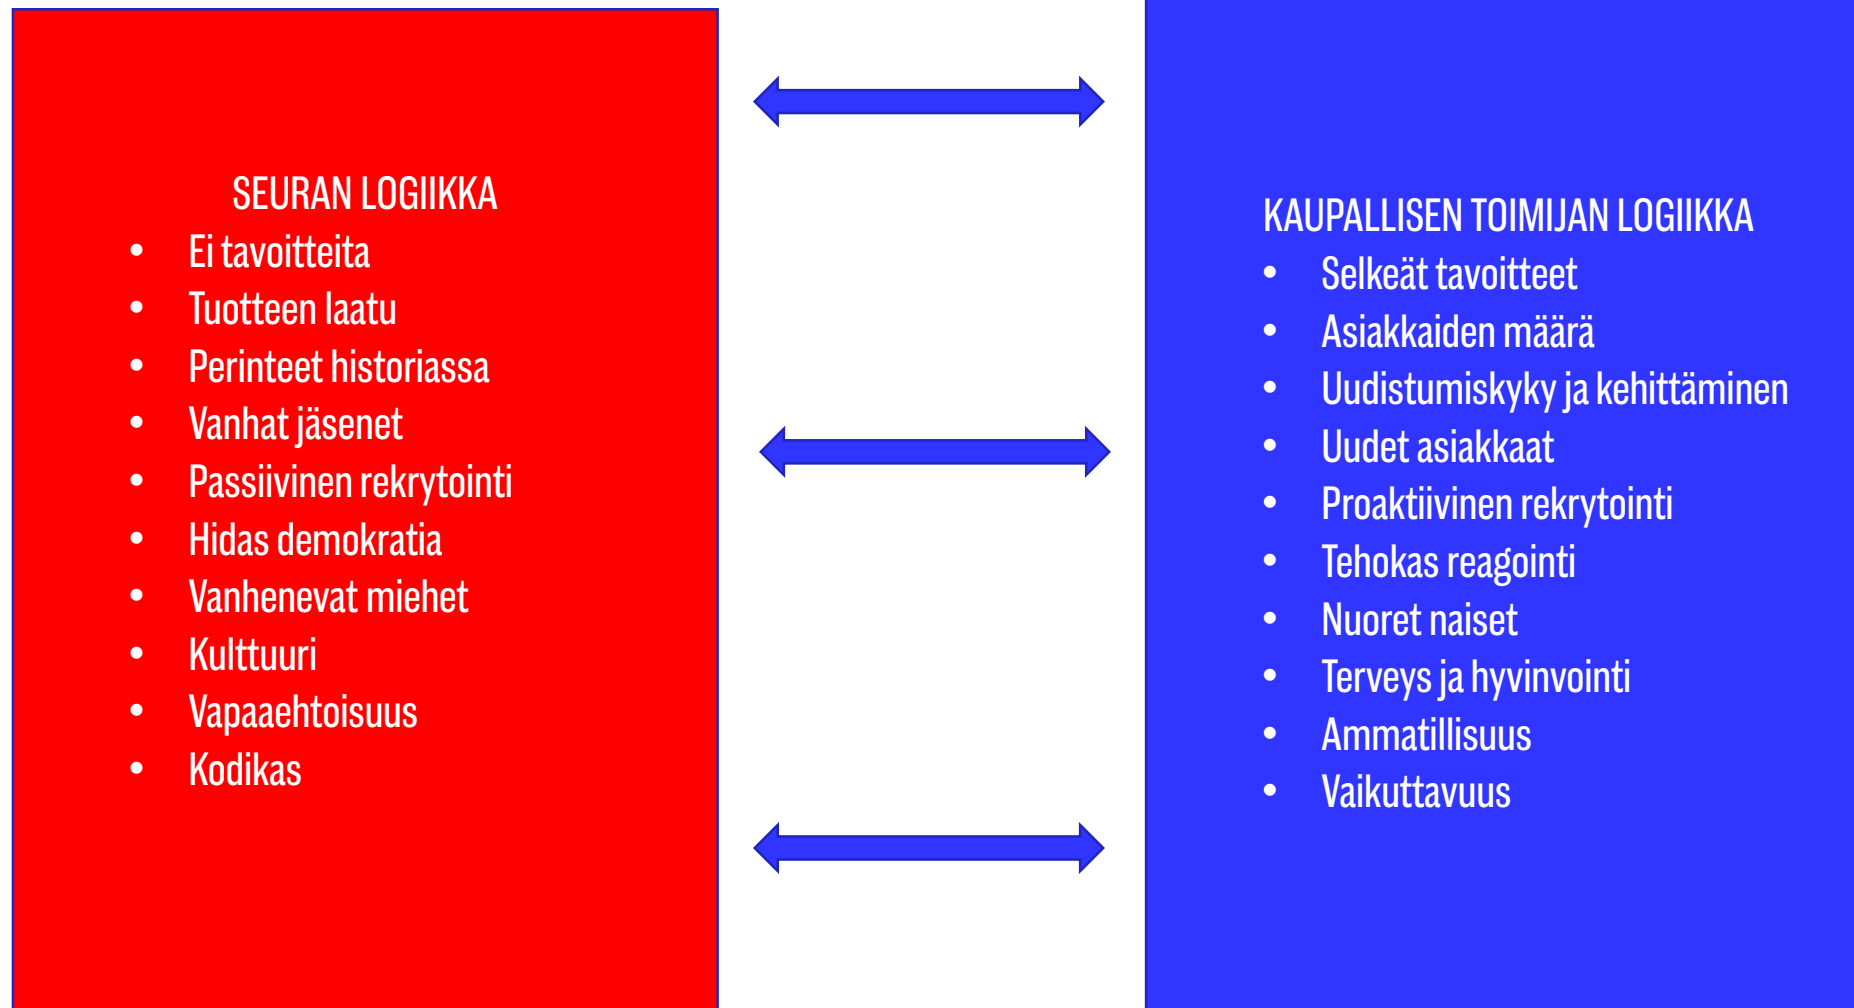 SEURAN LOGIIKKA
• Ei tavoitteita
• Tuotteen laatu
• Perinteet historiassa
• Vanhat jäsenet
• Passiivinen rekrytointi
• Hidas demokratia
• Vanhenevat miehet
• Kulttuuri
• Vapaaehtoisuus
• Kodikas
KAUPALLISEN TOIMIJAN LOGIIKKA
• Selkeät tavoitteet
• Asiakkaiden määrä
• Uudistumiskyky ja kehittäminen
• Uudet asiakkaat
• Proaktiivinen rekrytointi
• Tehokas reagointi
• Nuoret naiset
• Terveys ja hyvinvointi
• Ammatillisuus
• Vaikuttavuus